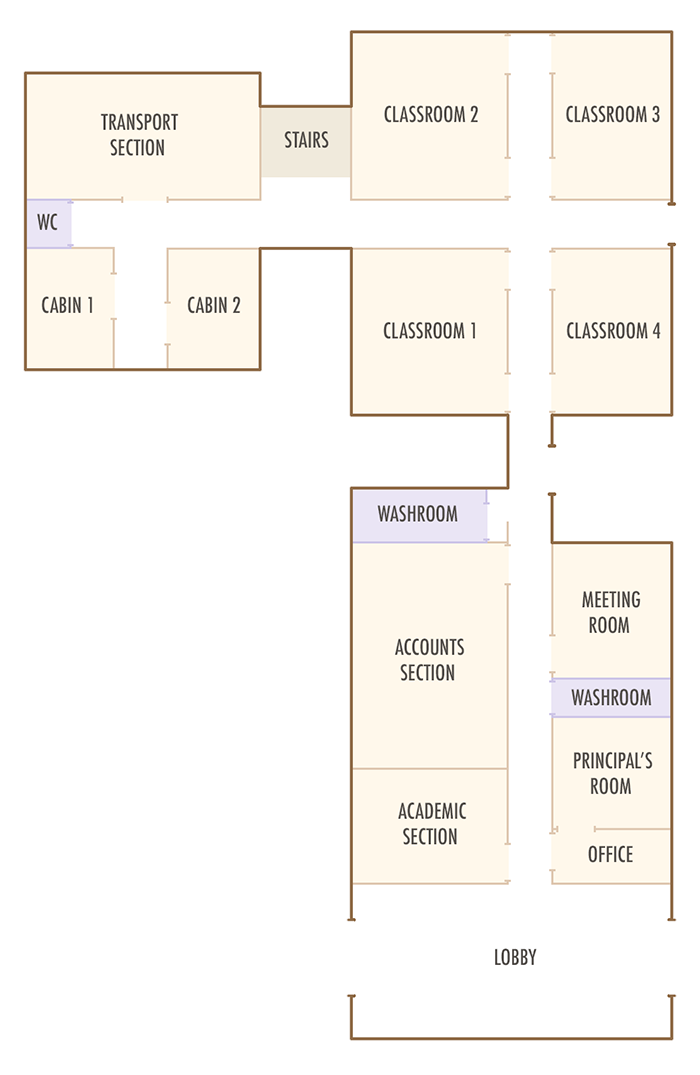 CLASSROOM 2
CLASSROOM 3
TRANSPORT
SECTION
STAIRS
WC
CABIN 1
CABIN 2
CLASSROOM 1
CLASSROOM 4
WASHROOM
MEETING
ROOM
ACCOUNTS
SECTION
WASHROOM
PRINCIPAL'S
ROOM
ACADEMIC
SECTION
OFFICE
LOBBY